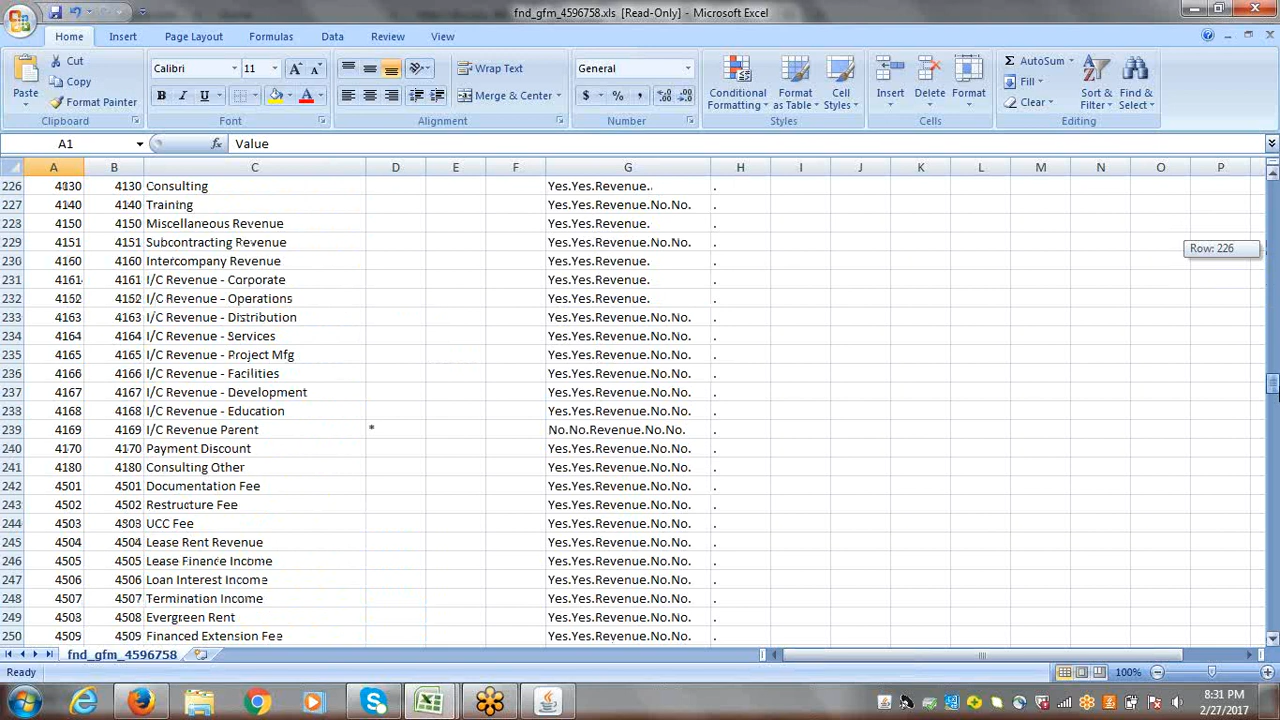 fnd_gfm_4596758.xls [Read-Only] - Microsoft Excel
Home Insert Page Layout Formulas Data Review View
Cut Calibri 11 Wrap Text General AutoSum
Copy Fill
Paste Format Painter Merge & Center Conditional Formatting Format as Table Cell Styles Insert Delete Format Clear Sort & Filter Find & Select
Clipboard Font Alignment Number Styles Cells Editing
A1 Value
A B C D E F G H I J K L M N O P
226 4130 4130 Consulting Yes.Yes.Revenue.. .
227 4140 4140 Training Yes.Yes.Revenue.No.No. .
228 4150 4150 Miscellaneous Revenue Yes.Yes.Revenue. .
229 4151 4151 Subcontracting Revenue Yes.Yes.Revenue.No.No. .
230 4160 4160 Intercompany Revenue Yes.Yes.Revenue. .
231 4161 4161 I/C Revenue - Corporate Yes.Yes.Revenue. .
232 4152 4152 I/C Revenue - Operations Yes.Yes.Revenue. .
233 4163 4163 I/C Revenue - Distribution Yes.Yes.Revenue.No.No. .
234 4164 4164 I/C Revenue - Services Yes.Yes.Revenue.No.No. .
235 4165 4165 I/C Revenue - Project Mfg Yes.Yes.Revenue.No.No. .
236 4166 4166 I/C Revenue - Facilities Yes.Yes.Revenue.No.No. .
237 4167 4167 I/C Revenue - Development Yes.Yes.Revenue.No.No. .
238 4168 4168 I/C Revenue - Education Yes.Yes.Revenue.No.No. .
239 4169 4169 I/C Revenue Parent * No.No.Revenue.No.No. .
240 4170 4170 Payment Discount Yes.Yes.Revenue.No.No. .
241 4180 4180 Consulting Other Yes.Yes.Revenue.No.No. .
242 4501 4501 Documentation Fee Yes.Yes.Revenue.No.No. .
243 4502 4502 Restructure Fee Yes.Yes.Revenue.No.No. .
244 4503 4503 UCC Fee Yes.Yes.Revenue.No.No. .
245 4504 4504 Lease Rent Revenue Yes.Yes.Revenue.No.No. .
246 4505 4505 Lease Finance Income Yes.Yes.Revenue.No.No. .
247 4506 4506 Loan Interest Income Yes.Yes.Revenue.No.No. .
248 4507 4507 Termination Income Yes.Yes.Revenue.No.No. .
249 4508 4508 Evergreen Rent Yes.Yes.Revenue.No.No. .
250 4509 4509 Financed Extension Fee Yes.Yes.Revenue.No.No. .
Row: 226
fnd_gfm_4596758
Ready 100%
8:31 PM
2/27/2017